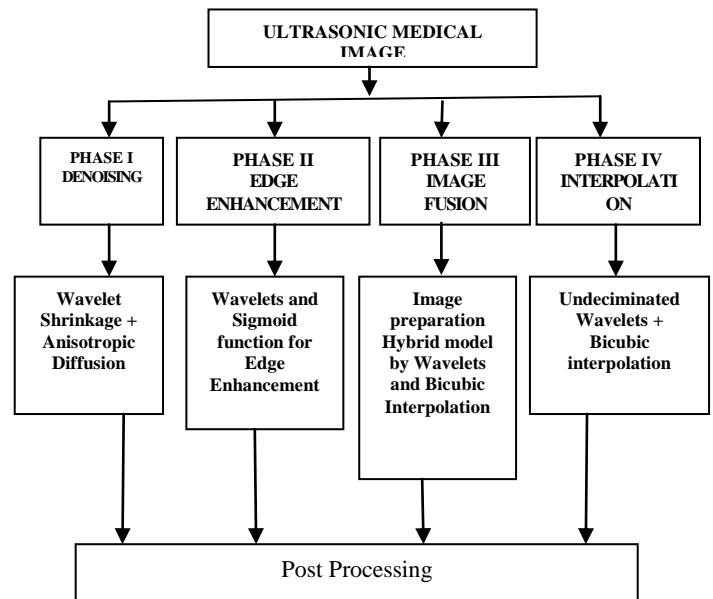 ULTRASONIC MEDICAL
IMAGE
PHASE I
DENOISING
PHASE II
EDGE
ENHANCEMENT
PHASE III
IMAGE
FUSION
PHASE IV
INTERPOLATI
ON
Wavelet
Shrinkage +
Anisotropic
Diffusion
Wavelets and
Sigmoid
function for
Edge
Enhancement
Image
preparation
Hybrid model
by Wavelets
and Bicubic
Interpolation
Undeciminated
Wavelets +
Bicubic
interpolation
Post Processing